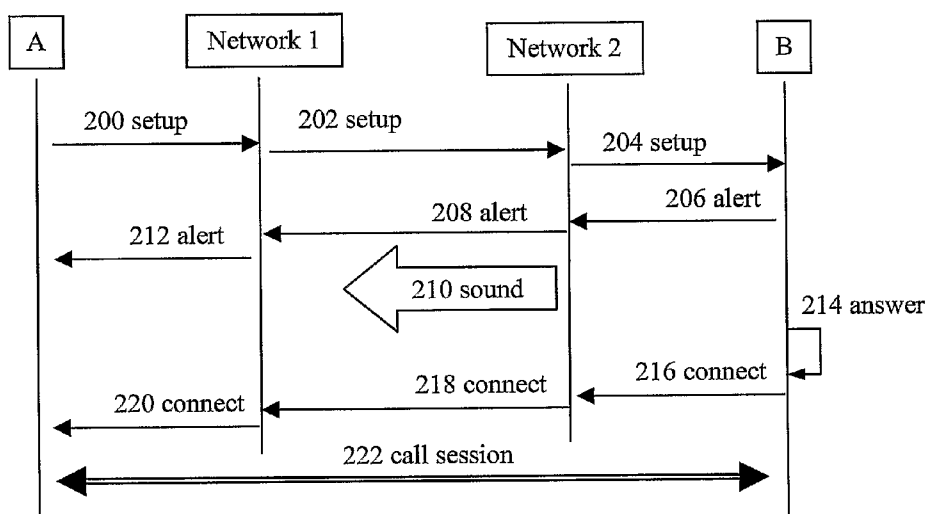 A
Network 1
Network 2
B
200 setup
202 setup
204 setup
206 alert
208 alert
212 alert
210 sound
214 answer
216 connect
218 connect
220 connect
222 call session